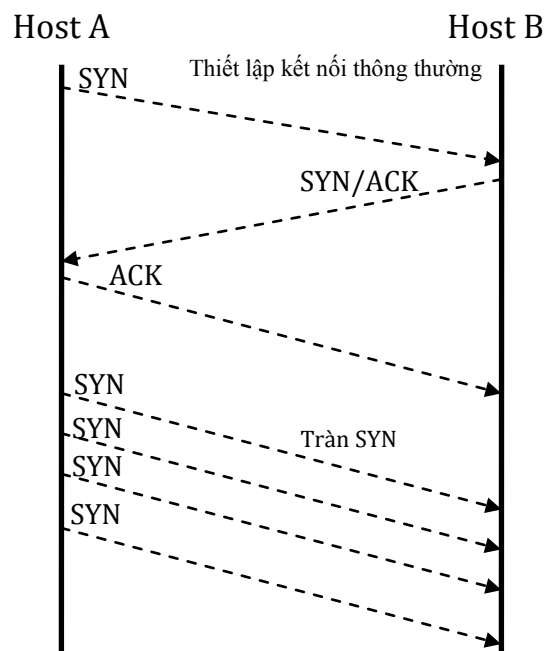 Host A
Host B
Thiết lập kết nối thông thường
SYN
SYN/ACK
ACK
SYN
SYN
Tràn SYN
SYN
SYN